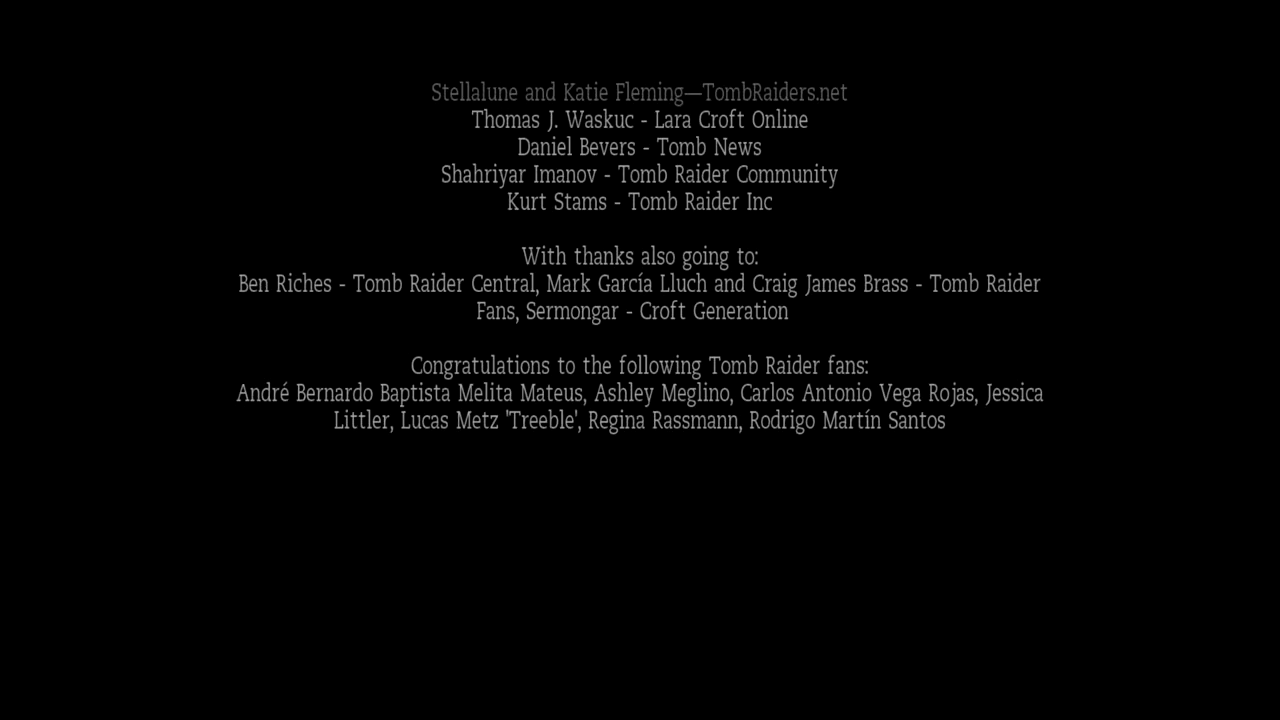 Stellalune and Katie Fleming—TombRaiders.net
Thomas J. Waskuc - Lara Croft Online
Daniel Bevers - Tomb News
Shahriyar Imanov - Tomb Raider Community
Kurt Stams - Tomb Raider Inc
With thanks also going to:
Ben Riches - Tomb Raider Central, Mark García Lluch and Craig James Brass - Tomb Raider
Fans, Sermongar - Croft Generation
Congratulations to the following Tomb Raider fans:
André Bernardo Baptista Melita Mateus, Ashley Meglino, Carlos Antonio Vega Rojas, Jessica
Littler, Lucas Metz 'Treeble', Regina Rassmann, Rodrigo Martín Santos